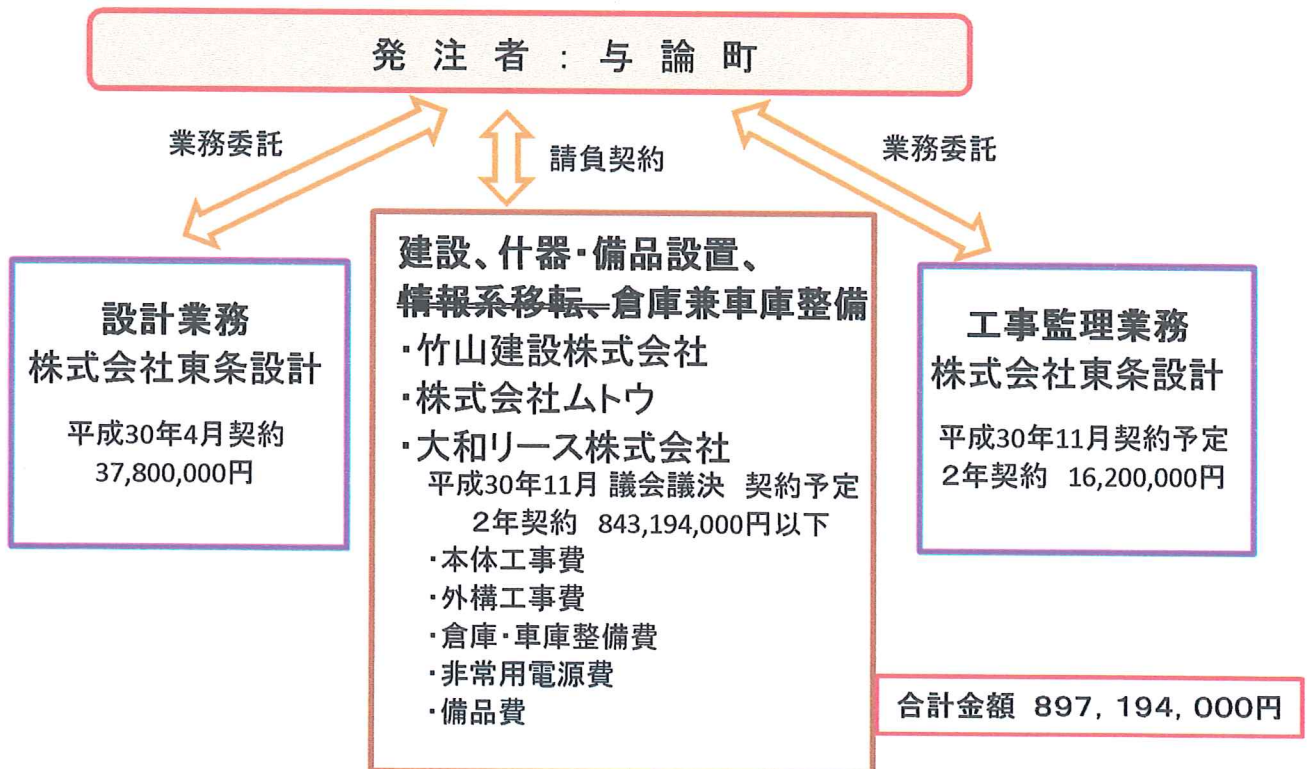 発注者：与論町
業務委託
請負契約
業務委託
設計業務
株式会社東条設計
平成30年4月契約
37,800,000円
建設、什器・備品設置、
情報系移転、倉庫兼車庫整備
・竹山建設株式会社
・株式会社ムトウ
・大和リース株式会社
平成30年11月 議会議決 契約予定
2年契約 843,194,000円以下
・本体工事費
・外構工事費
・倉庫・車庫整備費
・非常用電源費
・備品費
工事監理業務
株式会社東条設計
平成30年11月契約予定
2年契約 16,200,000円
合計金額 897,194,000円